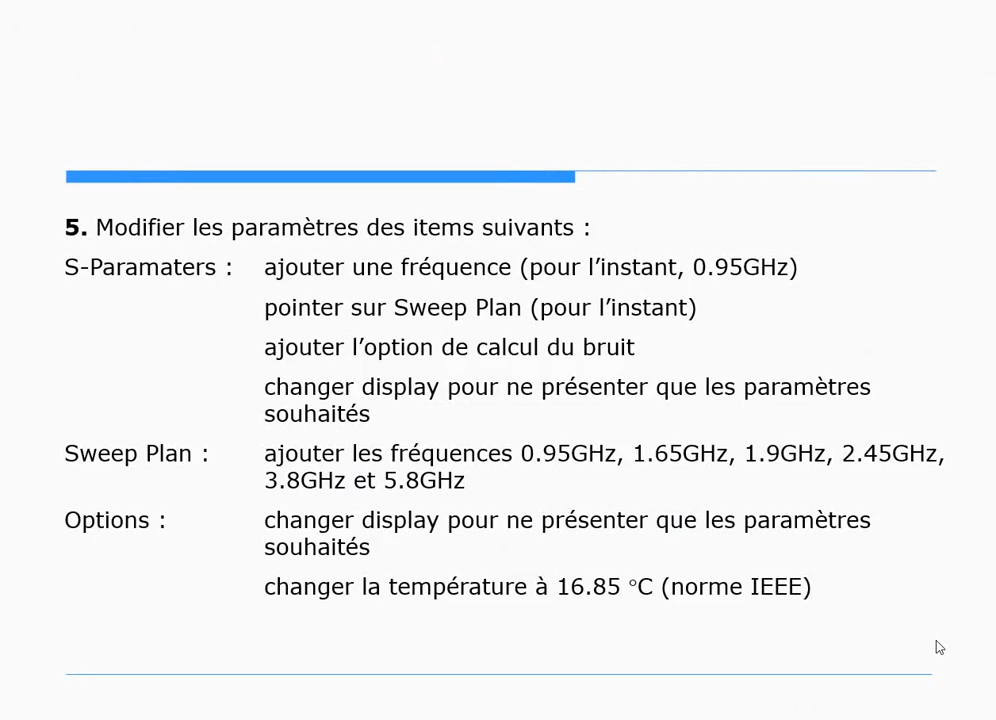 5. Modifier les paramètres des items suivants :
S-Paramaters : ajouter une fréquence (pour l’instant, 0.95GHz)
pointer sur Sweep Plan (pour l’instant)
ajouter l’option de calcul du bruit
changer display pour ne présenter que les paramètres
souhaités
Sweep Plan : ajouter les fréquences 0.95GHz, 1.65GHz, 1.9GHz, 2.45GHz,
3.8GHz et 5.8GHz
Options : changer display pour ne présenter que les paramètres
souhaités
changer la température à 16.85 °C (norme IEEE)